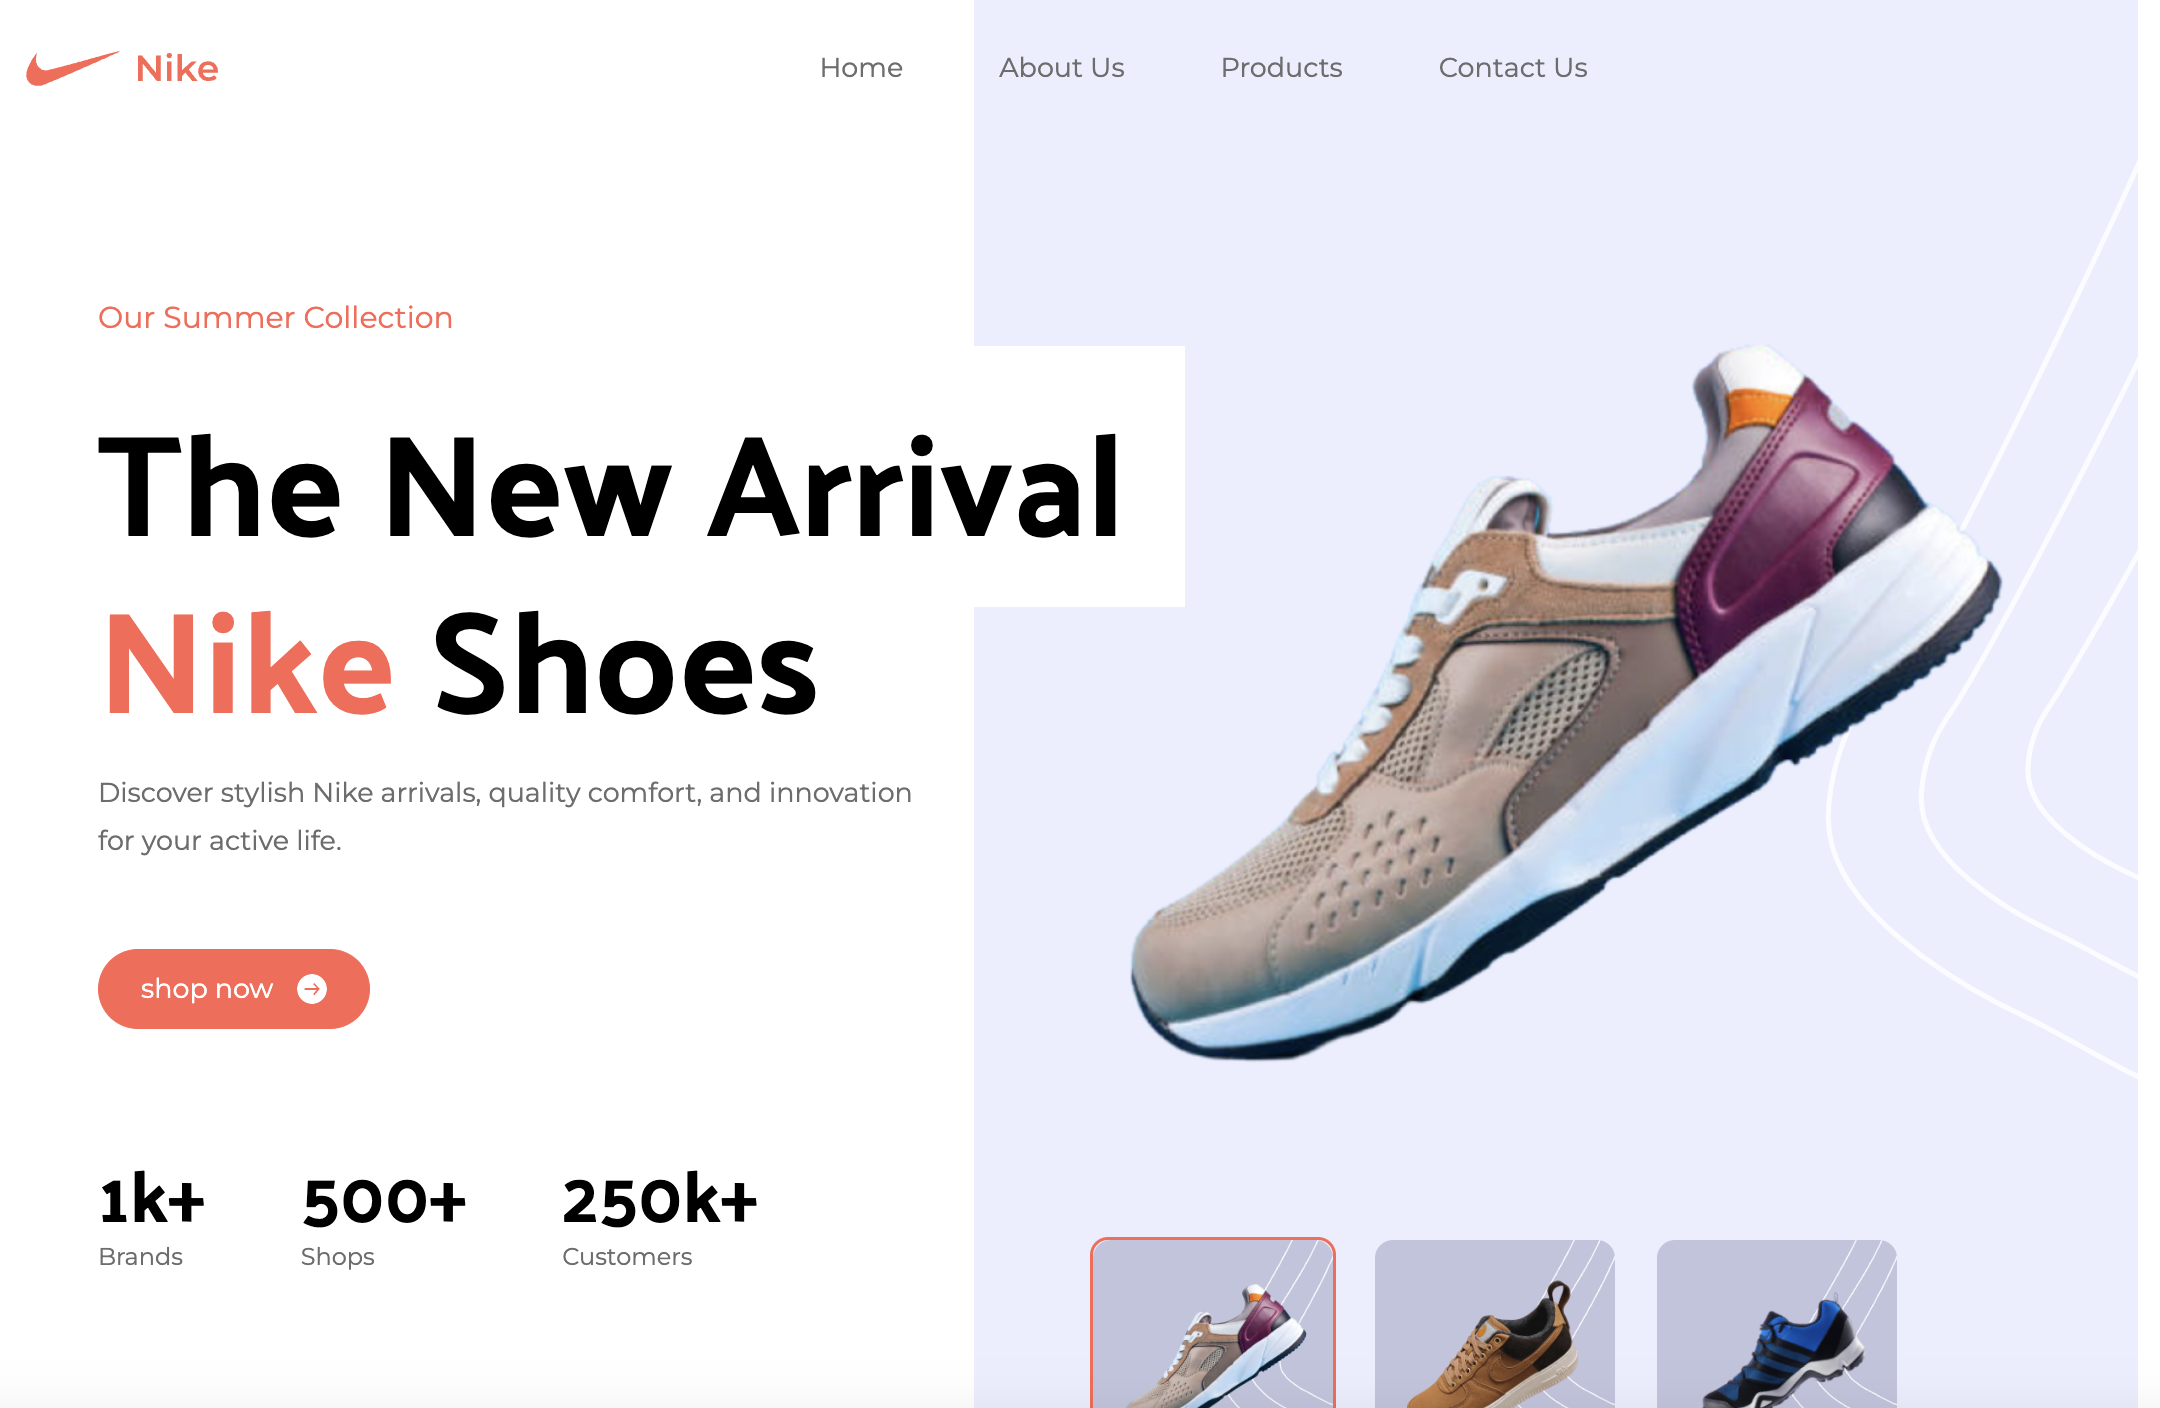 Nike
Home
About Us
Products
Contact Us
Our Summer Collection
The New Arrival
Nike Shoes
Discover stylish Nike arrivals, quality comfort, and innovation
for your active life.
shop now
1k+
Brands
500+
Shops
250k+
Customers